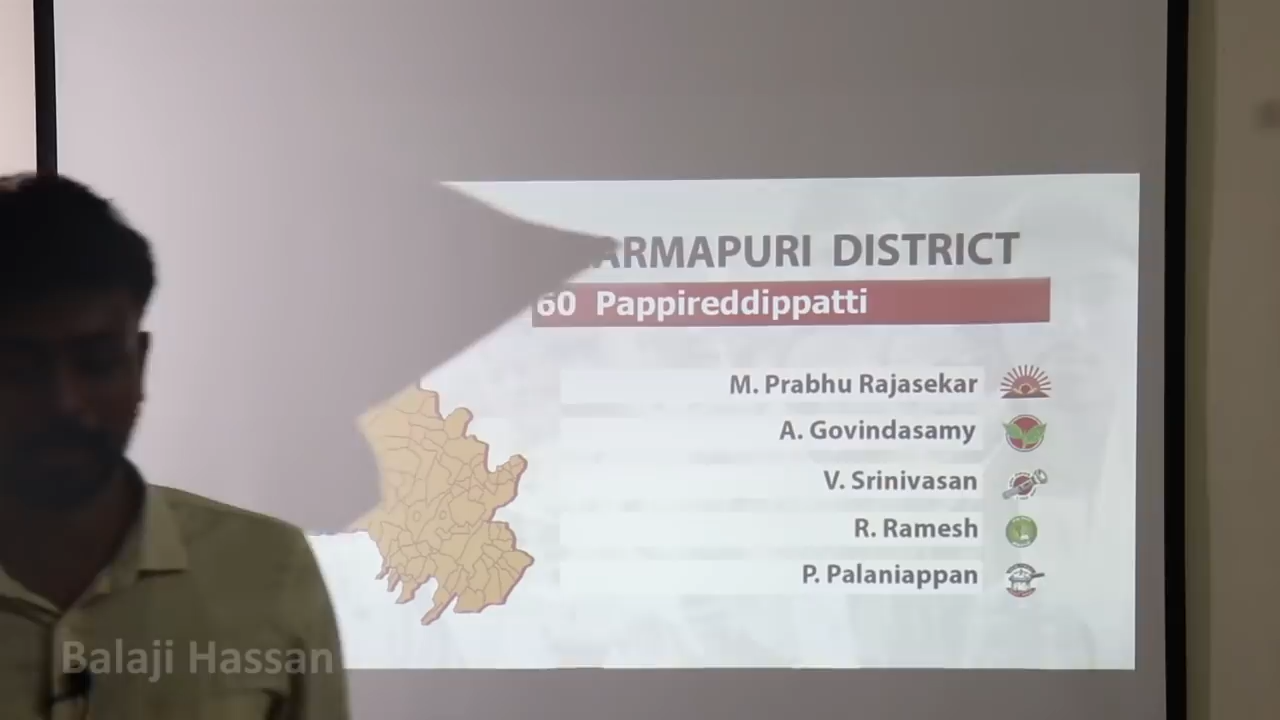 ARMAPURI DISTRICT
60 Pappireddippatti
M. Prabhu Rajasekar
A. Govindasamy
V. Srinivasan
R. Ramesh
P. Palaniappan
Balaji Hassan